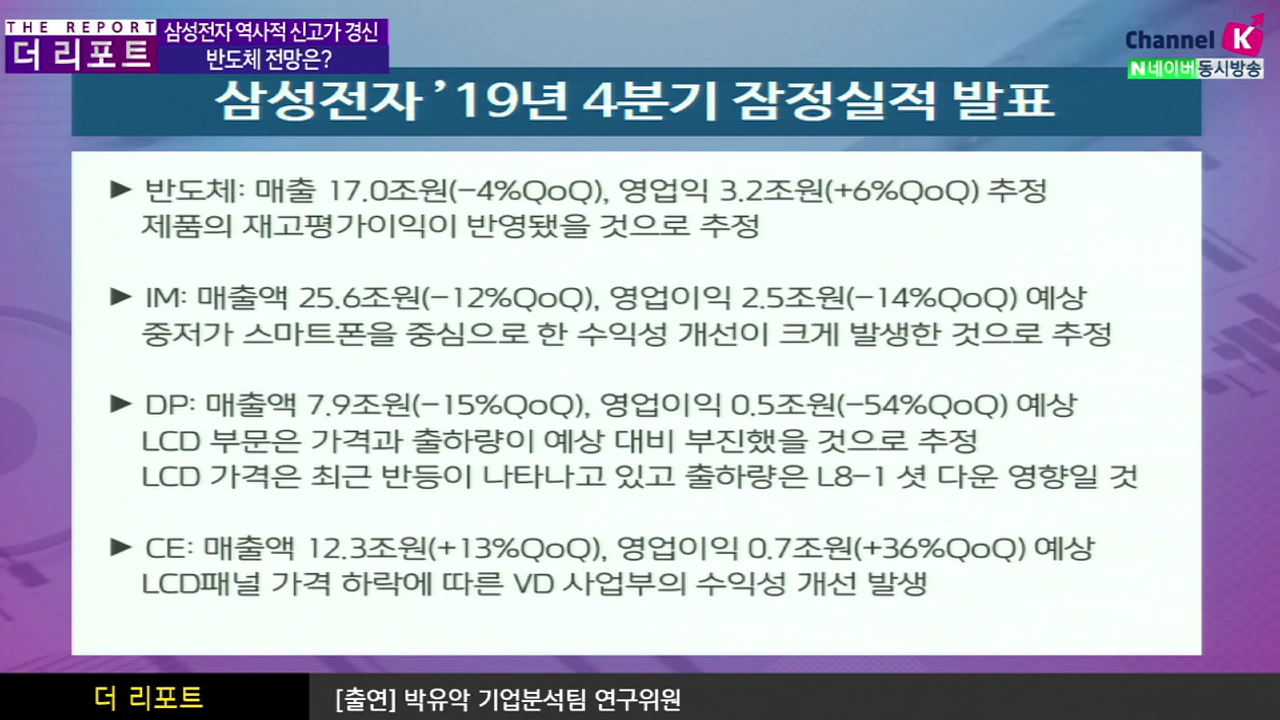 THE REPORT
더 리포트
삼성전자 역사적 신고가 경신
반도체 전망은?
Channel K
N 네이버 동시방송
삼성전자 ’19년 4분기 잠정실적 발표
▶ 반도체: 매출 17.0조원(-4%QoQ), 영업익 3.2조원(+6%QoQ) 추정
제품의 재고평가이익이 반영됐을 것으로 추정
▶ IM: 매출액 25.6조원(-12%QoQ), 영업이익 2.5조원(-14%QoQ) 예상
중저가 스마트폰을 중심으로 한 수익성 개선이 크게 발생한 것으로 추정
▶ DP: 매출액 7.9조원(-15%QoQ), 영업이익 0.5조원(-54%QoQ) 예상
LCD 부문은 가격과 출하량이 예상 대비 부진했을 것으로 추정
LCD 가격은 최근 반등이 나타나고 있고 출하량은 L8-1 셧 다운 영향일 것
▶ CE: 매출액 12.3조원(+13%QoQ), 영업이익 0.7조원(+36%QoQ) 예상
LCD패널 가격 하락에 따른 VD 사업부의 수익성 개선 발생
더 리포트
[출연] 박유악 기업분석팀 연구위원